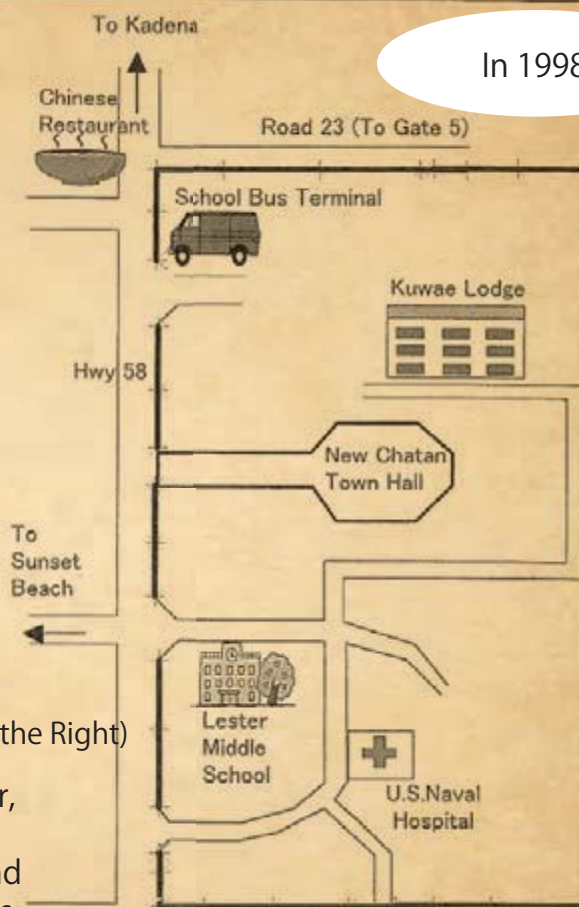 To Kadena
In 1998
Chinese
Restaurant
Road 23 (To Gate 5)
School Bus Terminal
Kuwae Lodge
Hwy 58
New Chatan
Town Hall
To
Sunset
Beach
Lester
Middle
School
U.S.Naval
Hospital
the Right)
r,